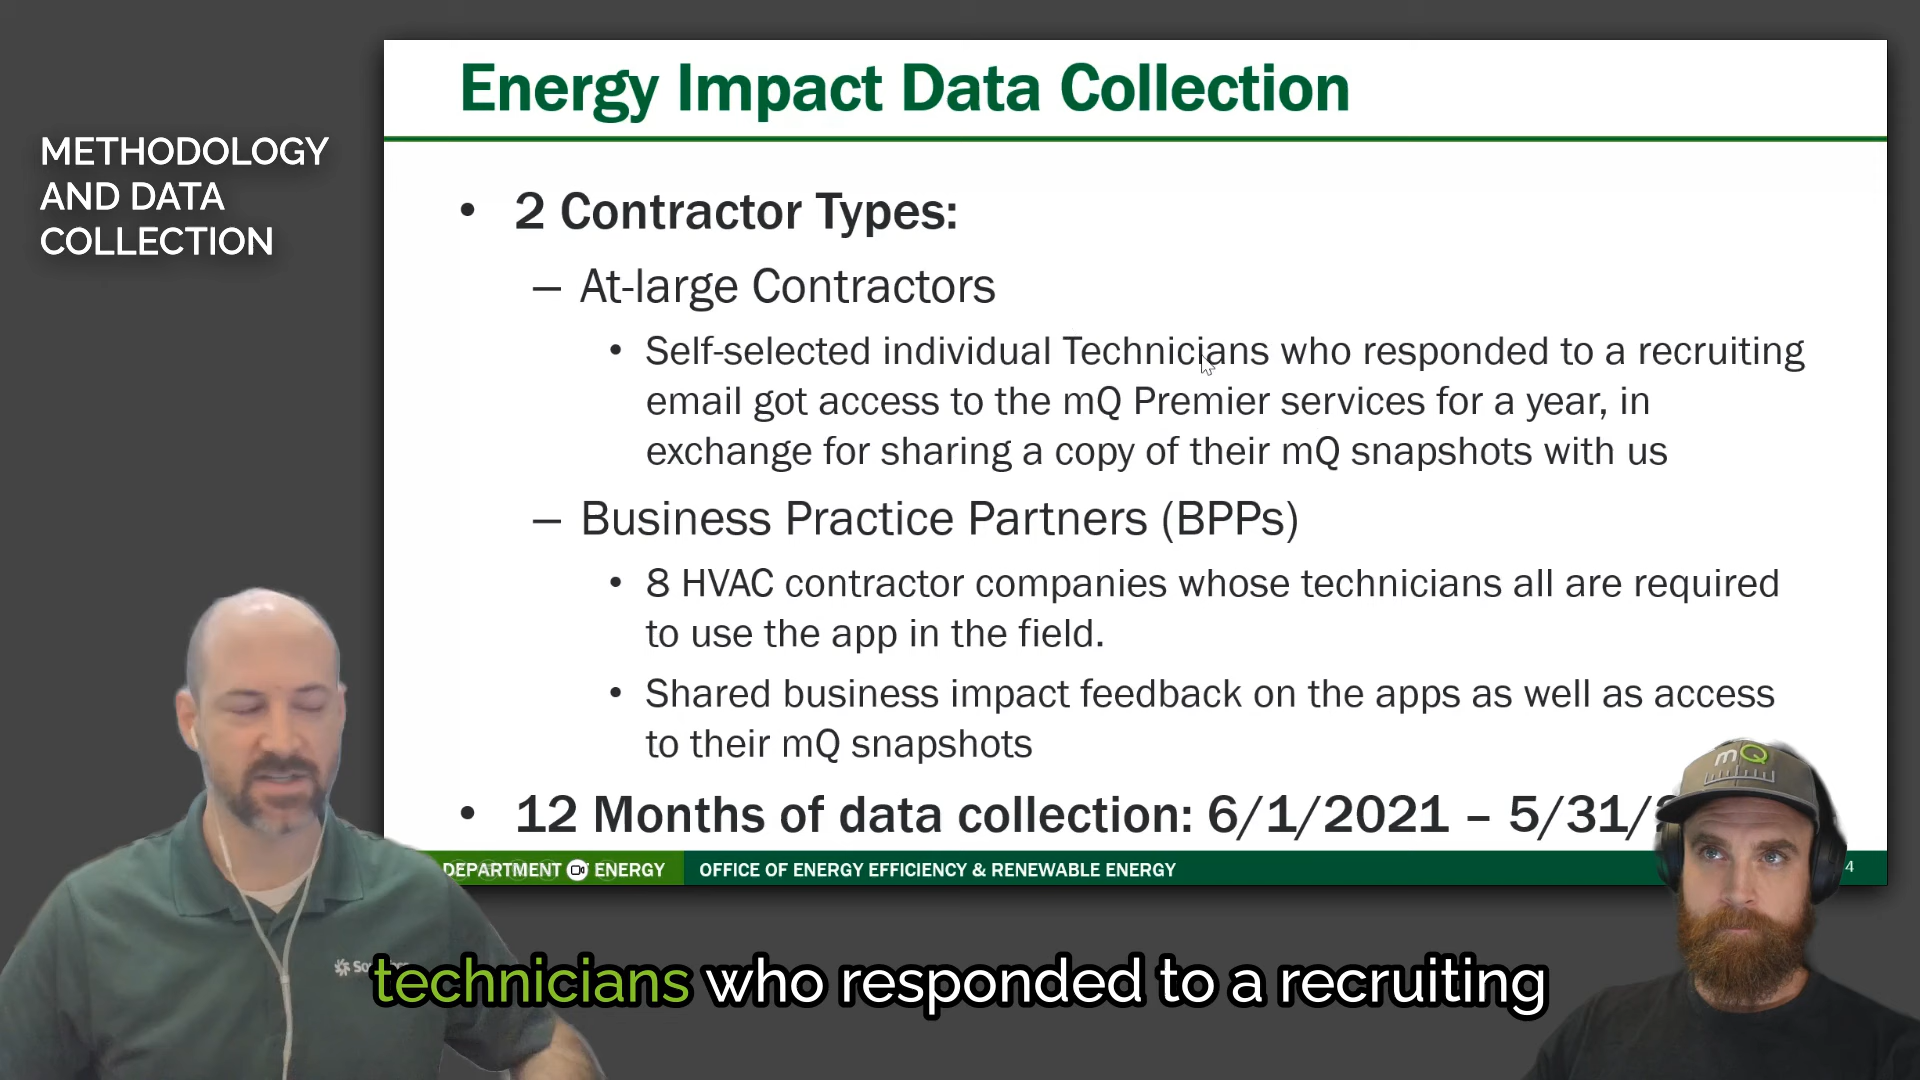 METHODOLOGY
AND DATA
COLLECTION
Energy Impact Data Collection
• 2 Contractor Types:
– At-large Contractors
• Self-selected individual Technicians who responded to a recruiting
email got access to the mQ Premier services for a year, in
exchange for sharing a copy of their mQ snapshots with us
– Business Practice Partners (BPPs)
• 8 HVAC contractor companies whose technicians all are required
to use the app in the field.
• Shared business impact feedback on the apps as well as access
to their mQ snapshots
• 12 Months of data collection: 6/1/2021 – 5/31/
DEPARTMENT ENERGY OFFICE OF ENERGY EFFICIENCY & RENEWABLE ENERGY 4
mQ
technicians who responded to a recruiting